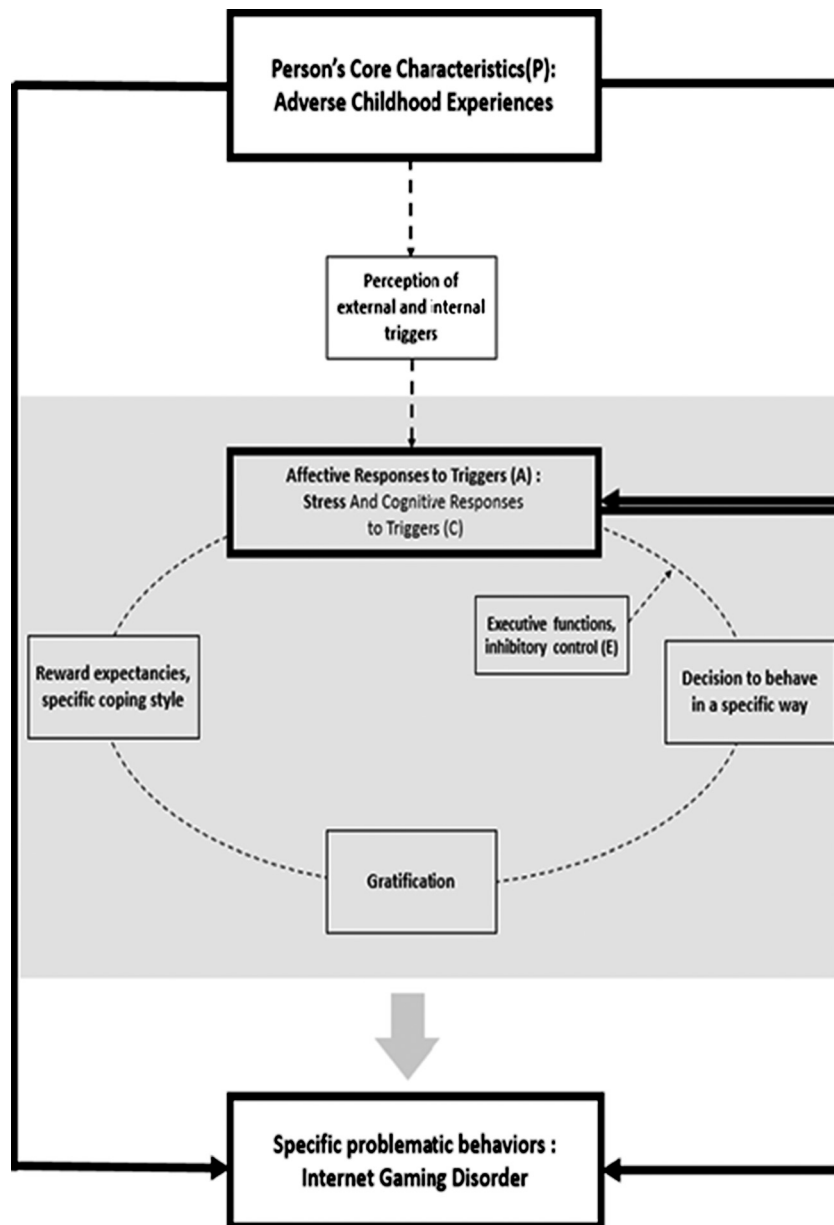 Person's Core Characteristics(P):
Adverse Childhood Experiences
Perception of
external and internal
triggers
Affective Responses to Triggers (A) :
Stress And Cognitive Responses
to Triggers (C)
Executive functions,
inhibitory control (E)
Reward expectancies,
specific coping style
Decision to behave
in a specific way
Gratification
Specific problematic behaviors :
Internet Gaming Disorder